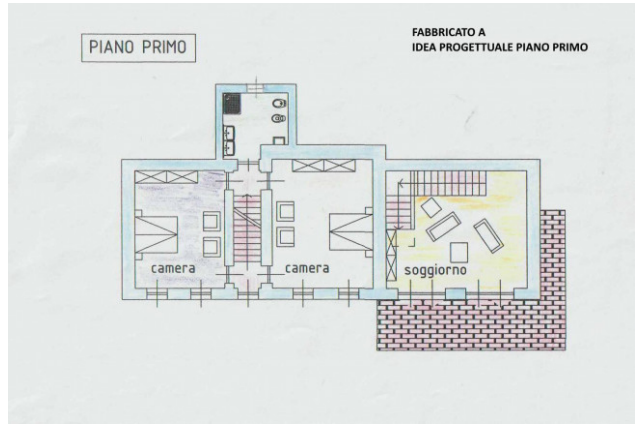 PIANO PRIMO
FABBRICATO A
IDEA PROGETTUALE PIANO PRIMO
camera
camera
soggiorno